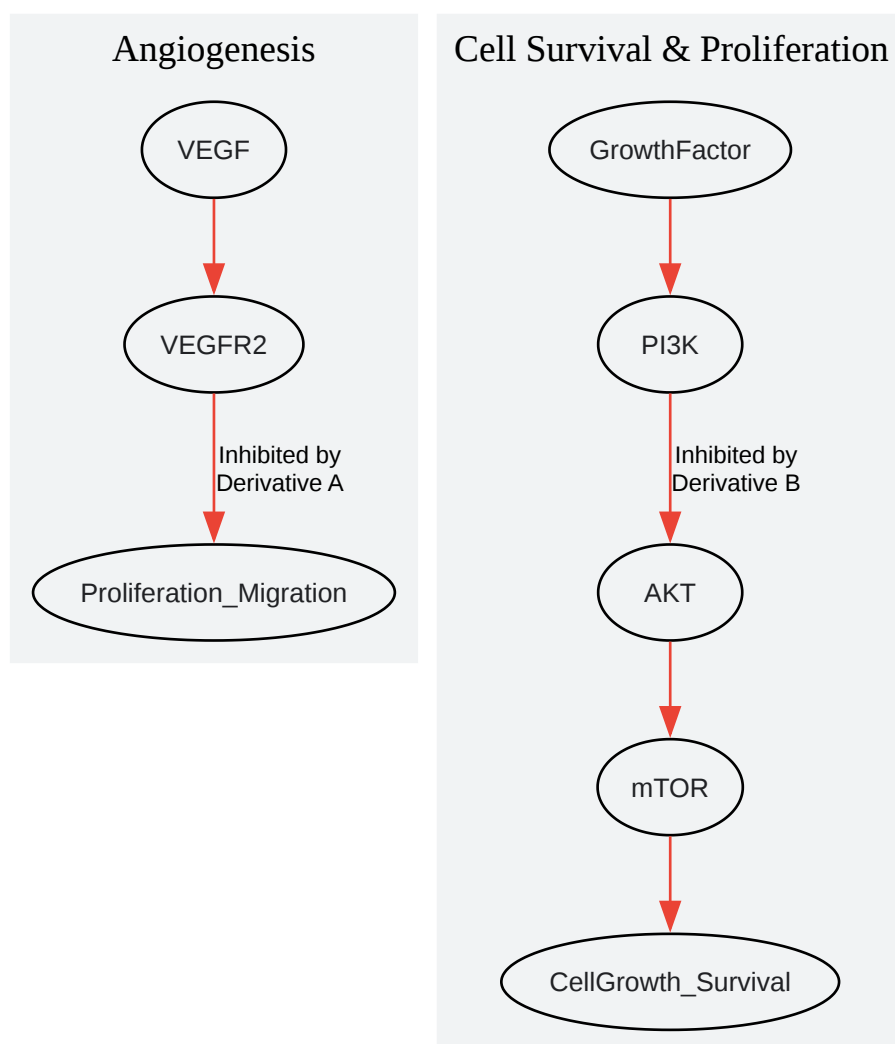 Angiogenesis
VEGF
VEGFR2
Inhibited by
Derivative A
Proliferation_Migration
Cell Survival & Proliferation
GrowthFactor
PI3K
Inhibited by
Derivative B
AKT
mTOR
CellGrowth_Survival